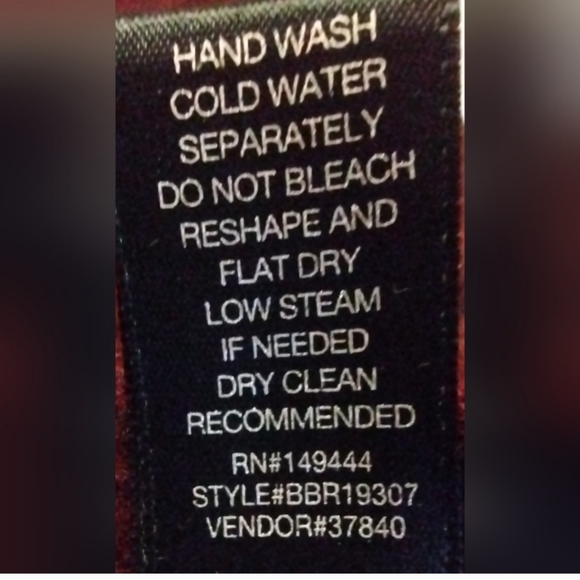 HAND WASH
COLD WATER
SEPARATELY
DO NOT BLEACH
RESHAPE AND
FLAT DRY
LOW STEAM
IF NEEDED
DRY CLEAN
RECOMMENDED
RN#149444
STYLE#BBR19307
VENDOR#37840